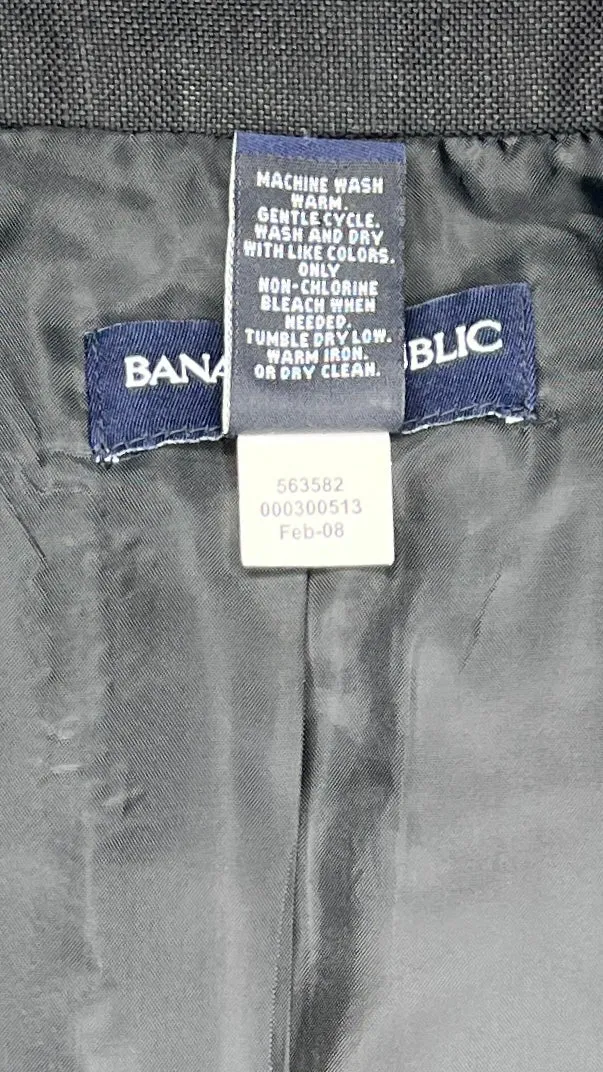 MACHINE WASH
WARM.
GENTLE CYCLE.
WASH AND DRY
WITH LIKE COLORS.
ONLY
NON-CHLORINE
BLEACH WHEN
NEEDED.
TUMBLE DRY LOW.
WARM IRON.
OR DRY CLEAN.
BANA BLIC
563582
000300513
Feb-08